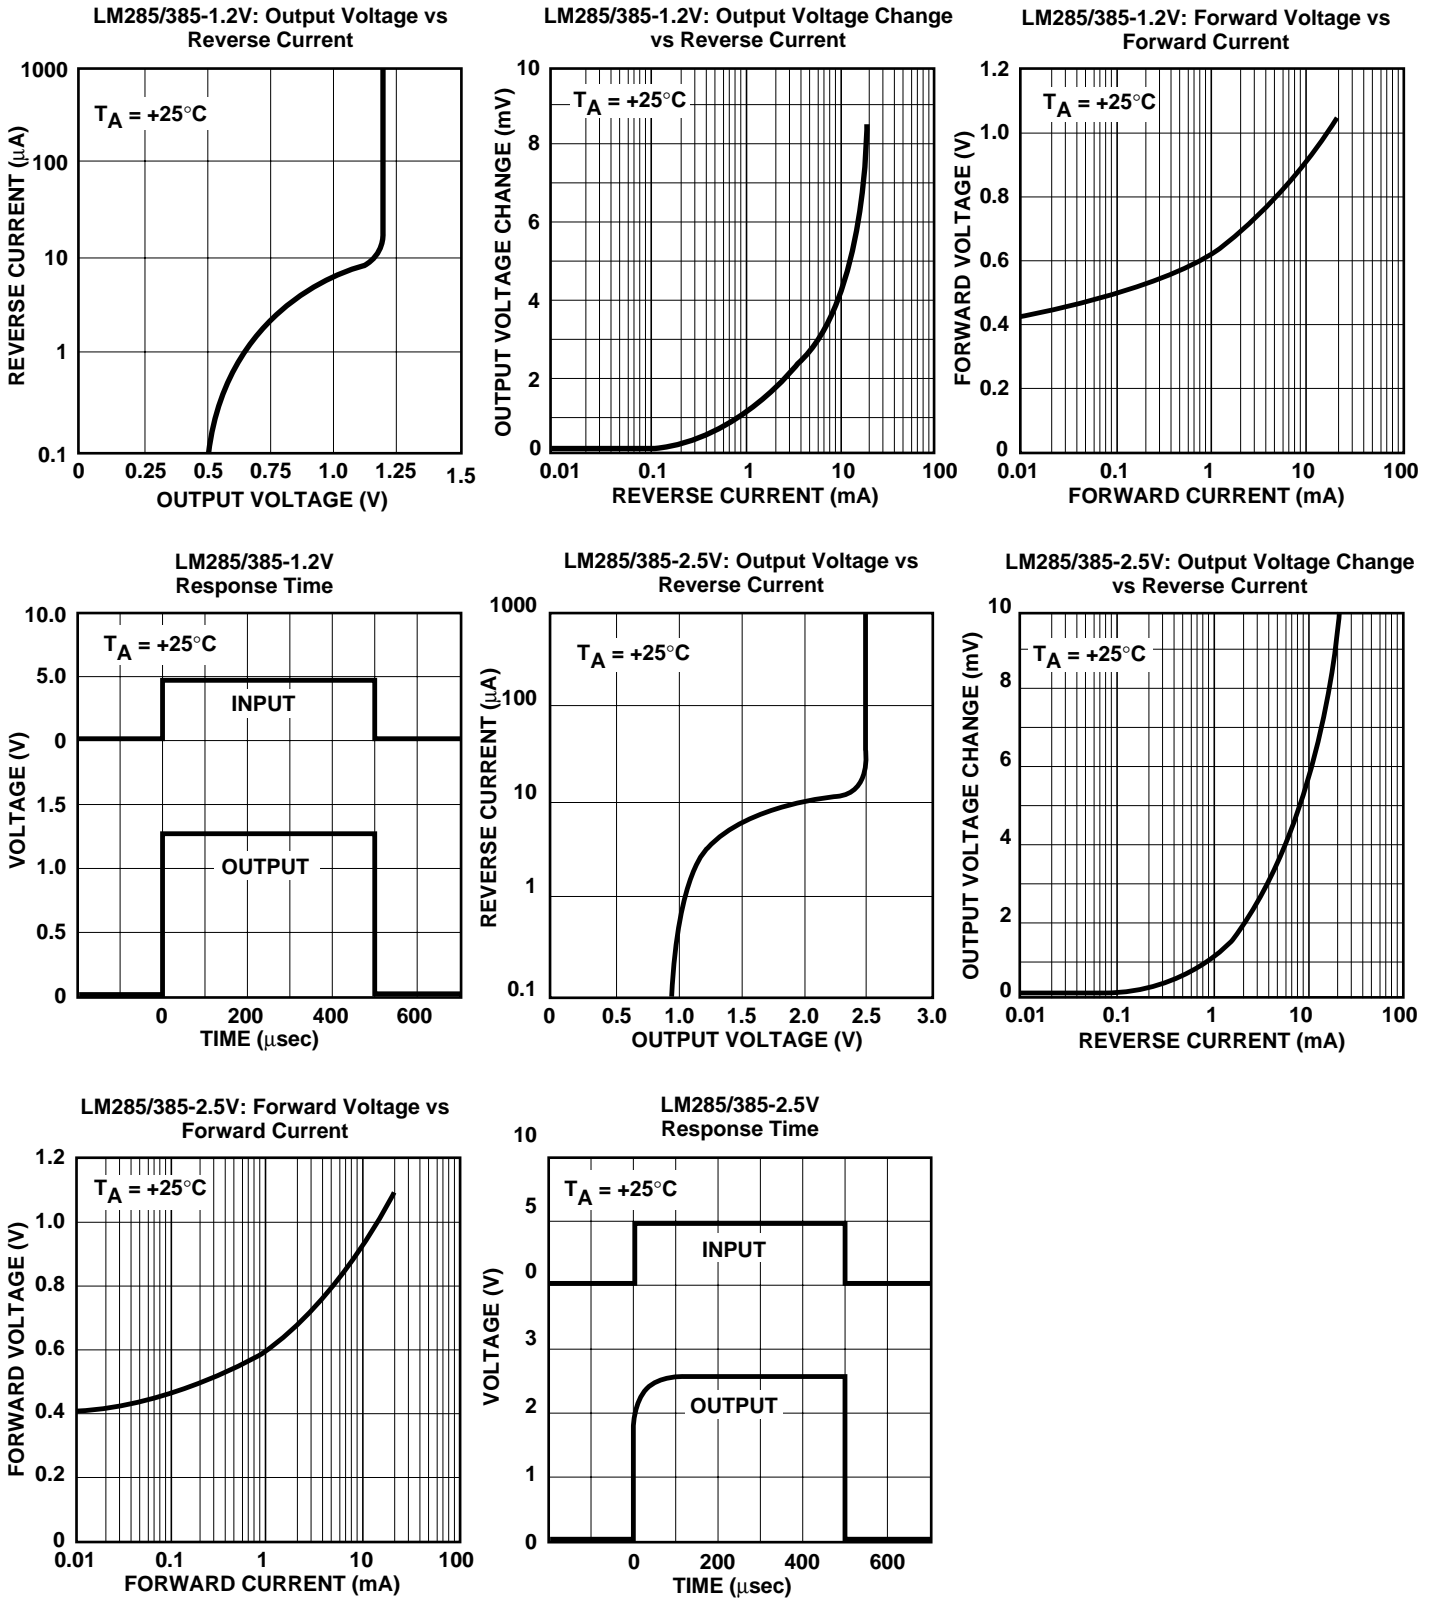 LM285/385-1.2V: Output Voltage vs
Reverse Current
1000
100
10
1
0.1
REVERSE CURRENT (µA)
TA = +25°C
0 0.25 0.5 0.75 1.0 1.25 1.5
OUTPUT VOLTAGE (V)
LM285/385-1.2V: Output Voltage Change
vs Reverse Current
10
8
6
4
2
0
OUTPUT VOLTAGE CHANGE (mV)
TA = +25°C
0.01 0.1 1 10 100
REVERSE CURRENT (mA)
LM285/385-1.2V: Forward Voltage vs
Forward Current
1.2
1.0
0.8
0.6
0.4
0.2
0
FORWARD VOLTAGE (V)
TA = +25°C
0.01 0.1 1 10 100
FORWARD CURRENT (mA)
LM285/385-1.2V
Response Time
10.0
5.0
0
1.5
1.0
0.5
0
VOLTAGE (V)
TA = +25°C
INPUT
OUTPUT
0 200 400 600
TIME (µsec)
LM285/385-2.5V: Output Voltage vs
Reverse Current
1000
100
10
1
0.1
REVERSE CURRENT (µA)
TA = +25°C
0 0.5 1.0 1.5 2.0 2.5 3.0
OUTPUT VOLTAGE (V)
LM285/385-2.5V: Output Voltage Change
vs Reverse Current
10
8
6
4
2
0
OUTPUT VOLTAGE CHANGE (mV)
TA = +25°C
0.01 0.1 1 10 100
REVERSE CURRENT (mA)
LM285/385-2.5V: Forward Voltage vs
Forward Current
1.2
1.0
0.8
0.6
0.4
0.2
0
FORWARD VOLTAGE (V)
TA = +25°C
0.01 0.1 1 10 100
FORWARD CURRENT (mA)
LM285/385-2.5V
Response Time
10
5
0
3
2
1
0
VOLTAGE (V)
TA = +25°C
INPUT
OUTPUT
0 200 400 600
TIME (µsec)